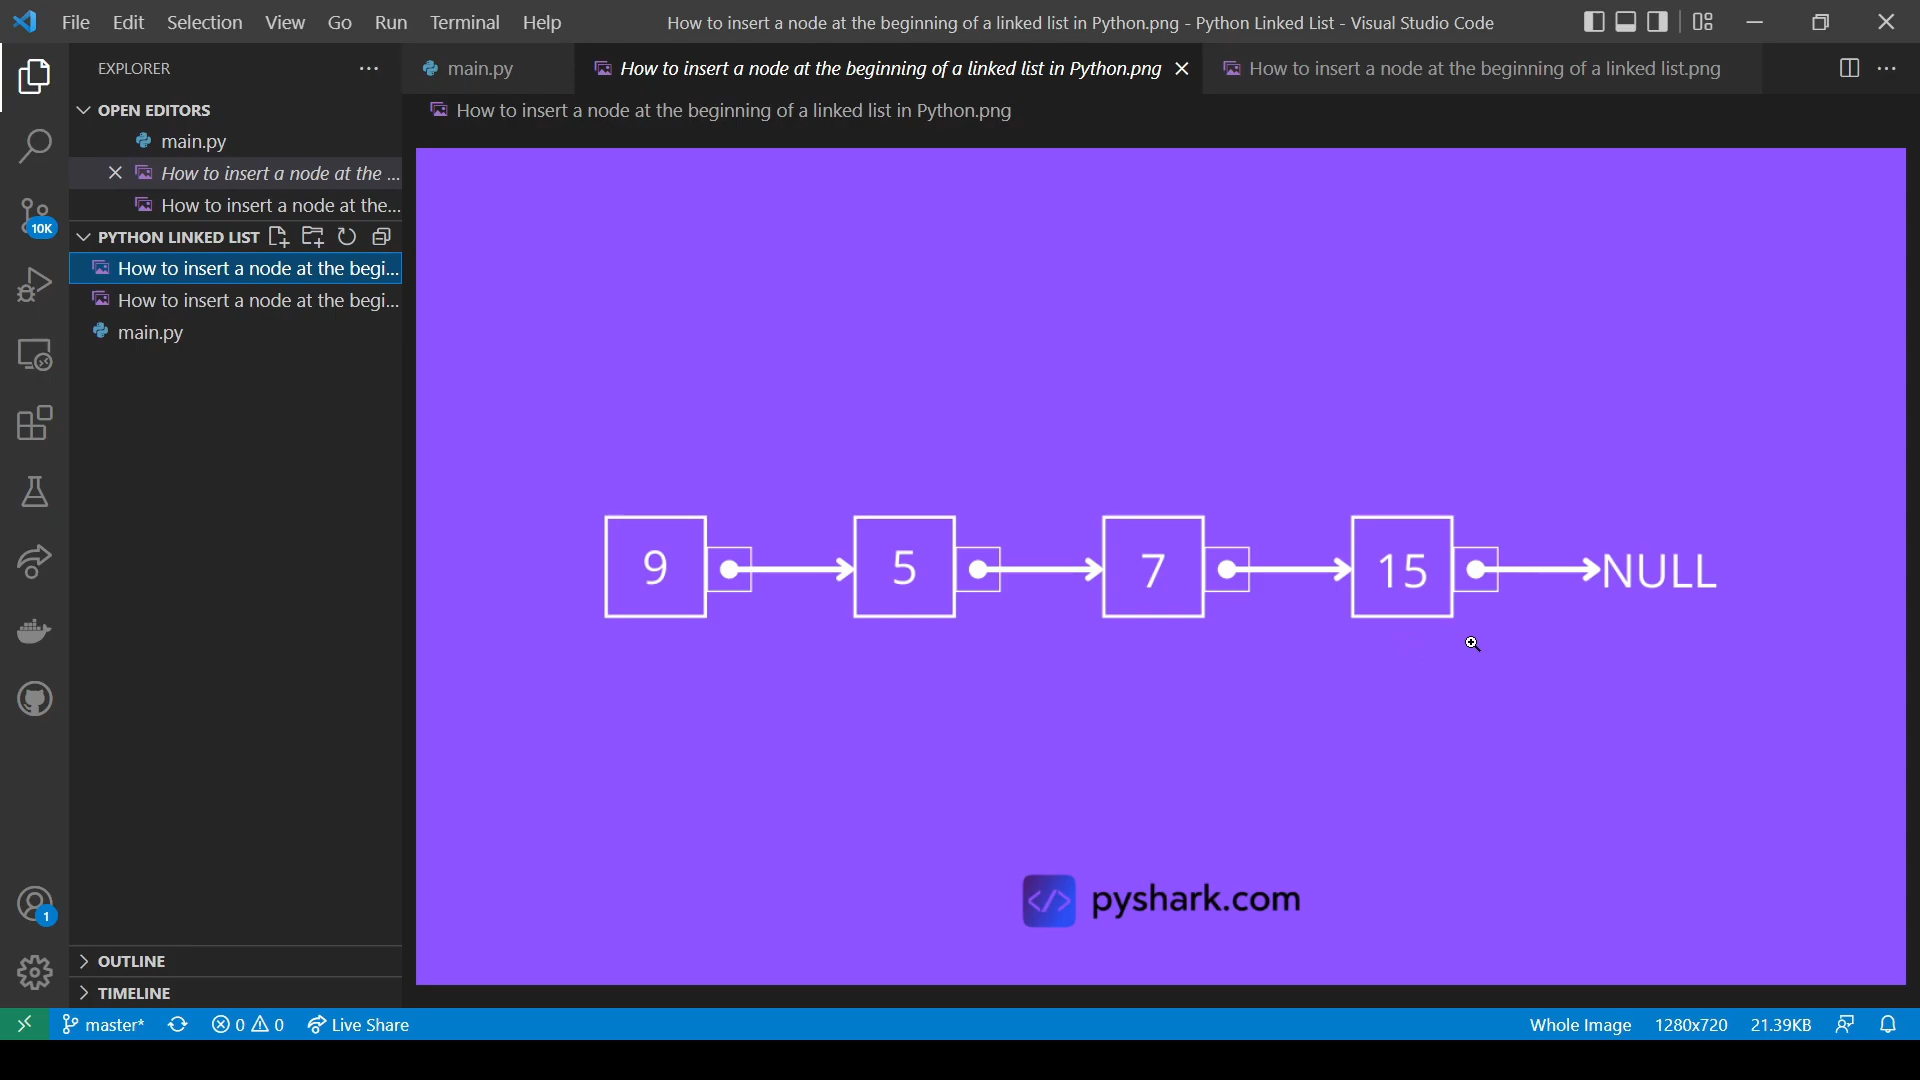 File Edit Selection View Go Run Terminal Help
How to insert a node at the beginning of a linked list in Python.png - Python Linked List - Visual Studio Code
EXPLORER
main.py
How to insert a node at the beginning of a linked list in Python.png
How to insert a node at the beginning of a linked list.png
How to insert a node at the beginning of a linked list in Python.png
OPEN EDITORS
main.py
How to insert a node at the ...
How to insert a node at the...
PYTHON LINKED LIST
How to insert a node at the begi...
How to insert a node at the begi...
main.py
10K
9 5 7 15 NULL
pyshark.com
1
OUTLINE
TIMELINE
master* 0 0 Live Share
Whole Image 1280x720 21.39KB